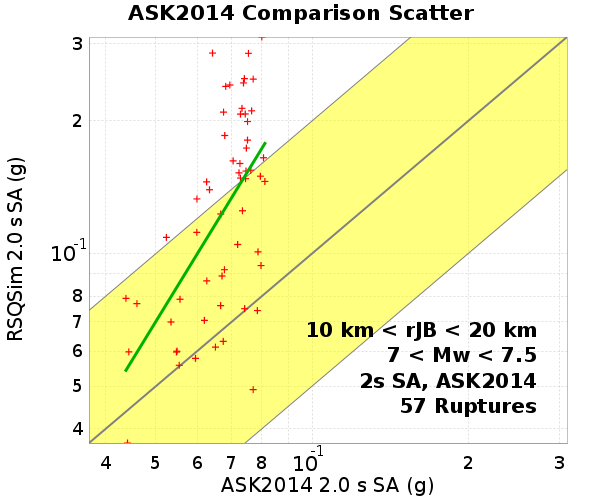 ASK2014 Comparison Scatter
RSQSim 2.0 s SA (g)
3
2
10⁻¹
8
7
6
5
4
10 km < rJB < 20 km
7 < Mw < 7.5
2s SA, ASK2014
57 Ruptures
4 5 6 7 8 10⁻¹ 2 3
ASK2014 2.0 s SA (g)